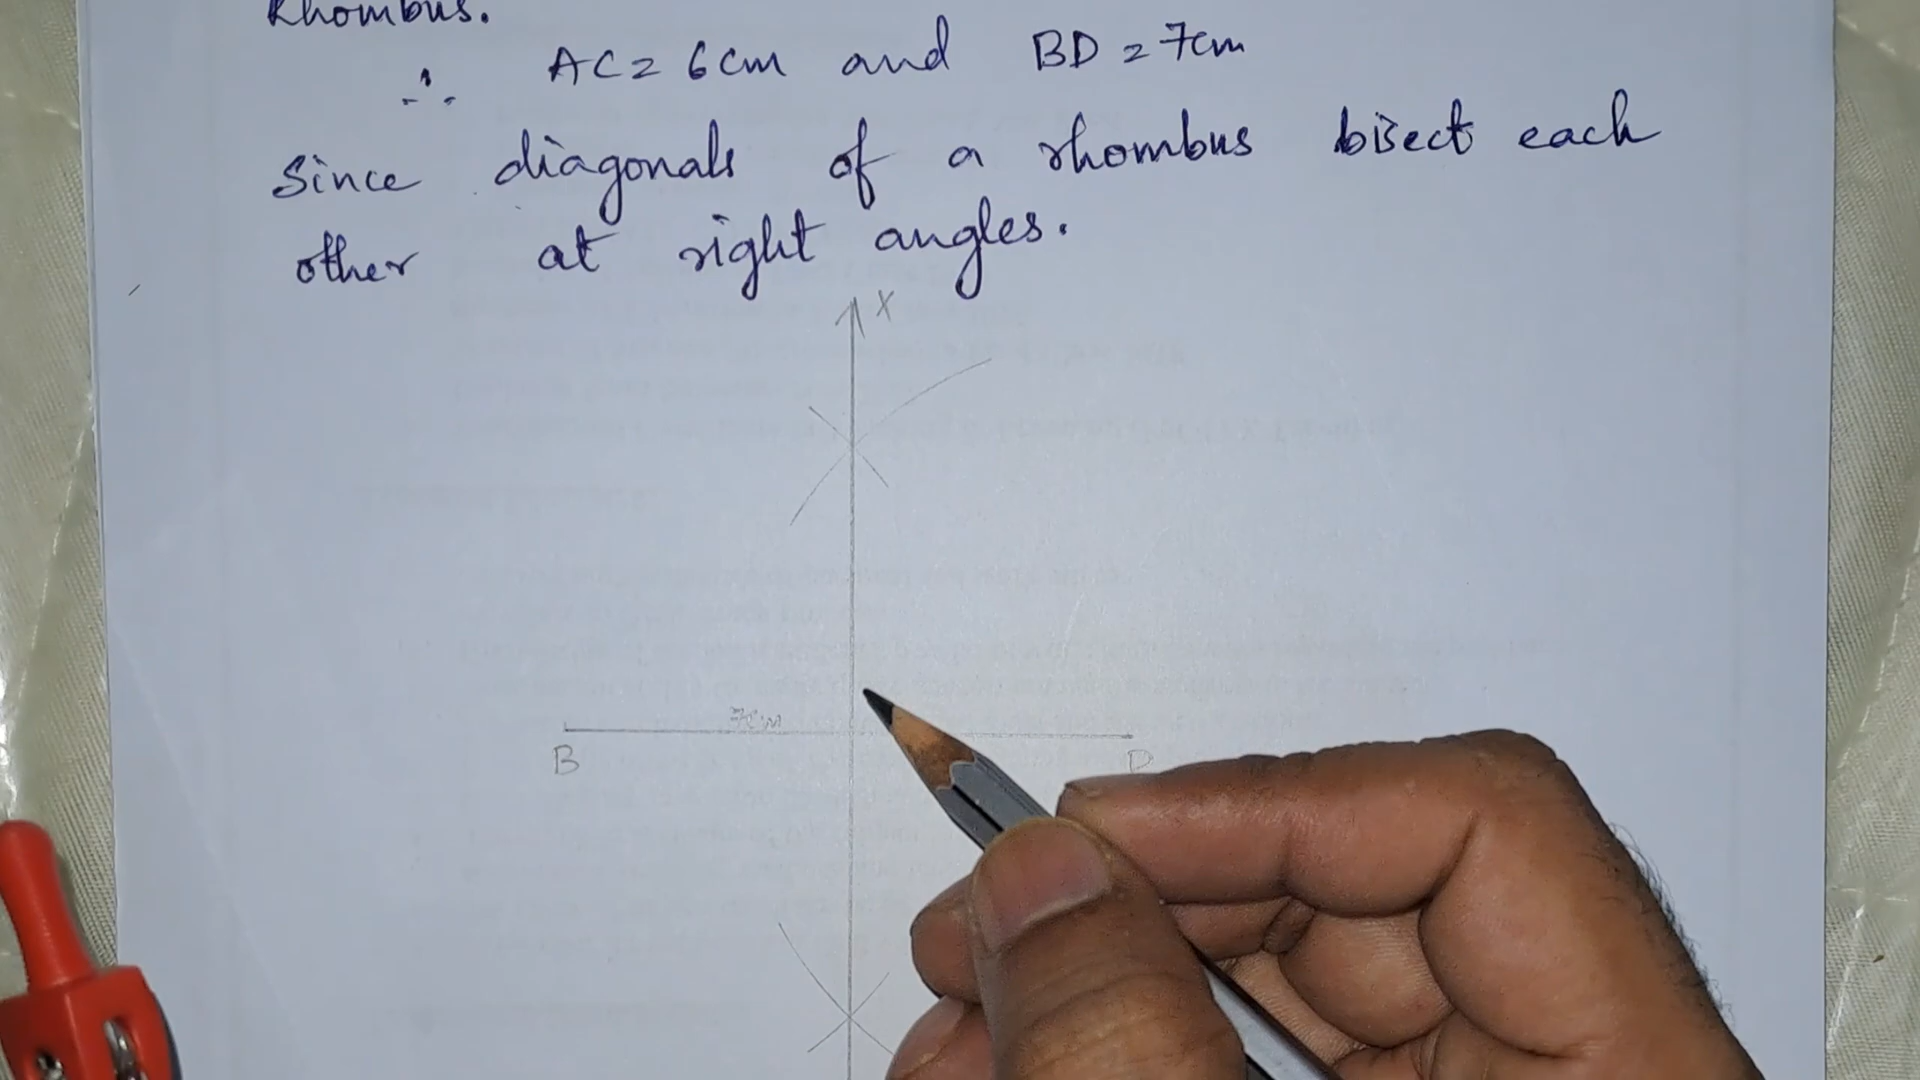 Rhombus.
∴ AC = 6cm and BD = 7cm
Since diagonals of a rhombus bisect each
other at right angles.
X
7cm
B D